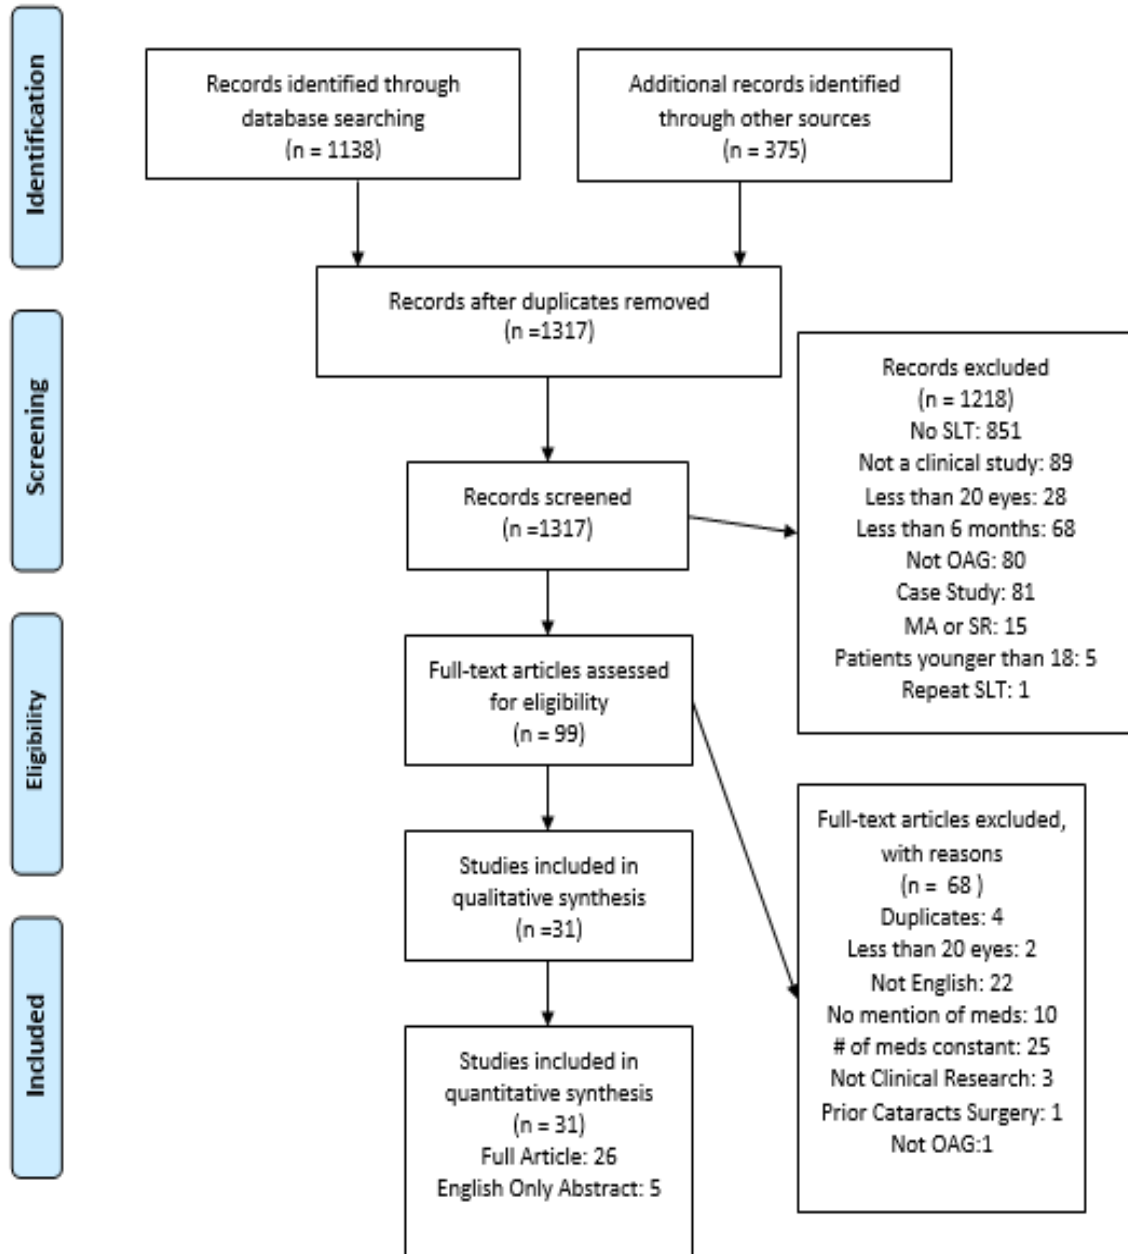 Identification
Records identified through
database searching
(n = 1138)
Additional records identified
through other sources
(n = 375)
Records after duplicates removed
(n =1317)
Screening
Records screened
(n =1317)
Records excluded
(n = 1218)
No SLT: 851
Not a clinical study: 89
Less than 20 eyes: 28
Less than 6 months: 68
Not OAG: 80
Case Study: 81
MA or SR: 15
Patients younger than 18: 5
Repeat SLT: 1
Eligibility
Full-text articles assessed
for eligibility
(n = 99)
Full-text articles excluded,
with reasons
(n = 68 )
Duplicates: 4
Less than 20 eyes: 2
Not English: 22
No mention of meds: 10
# of meds constant: 25
Not Clinical Research: 3
Prior Cataracts Surgery: 1
Not OAG:1
Studies included in
qualitative synthesis
(n =31)
Included
Studies included in
quantitative synthesis
(n = 31)
Full Article: 26
English Only Abstract: 5